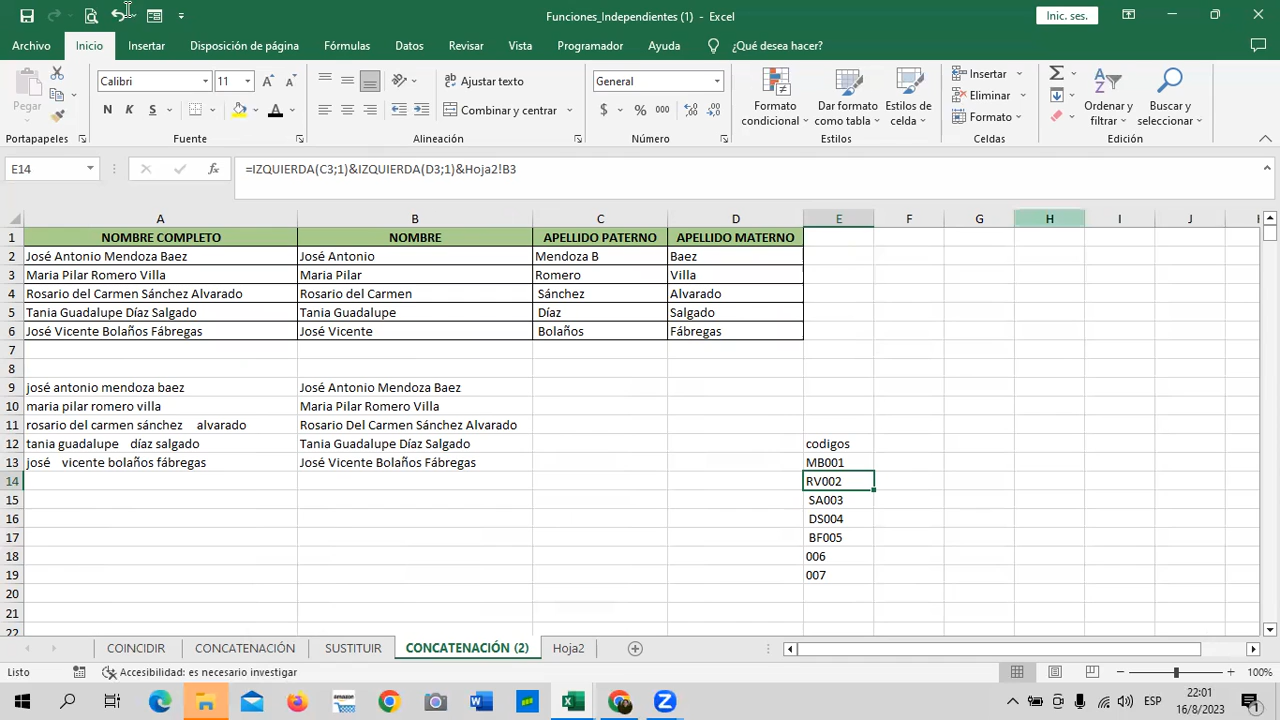 Funciones_Independientes (1) - Excel
Inic. ses.
Archivo Inicio Insertar Disposición de página Fórmulas Datos Revisar Vista Programador Ayuda ¿Qué desea hacer?
Pegar
Calibri 11
N K S
Ajustar texto
Combinar y centrar
General
$ % 000
Formato condicional
Dar formato como tabla
Estilos de celda
Insertar
Eliminar
Formato
Ordenar y filtrar
Buscar y seleccionar
Portapapeles Fuente Alineación Número Estilos Celdas Edición
E14 fx =IZQUIERDA(C3;1)&IZQUIERDA(D3;1)&Hoja2!B3
A B C D E F G H I J
1 NOMBRE COMPLETO NOMBRE APELLIDO PATERNO APELLIDO MATERNO
2 José Antonio Mendoza Baez José Antonio Mendoza B Baez
3 Maria Pilar Romero Villa Maria Pilar Romero Villa
4 Rosario del Carmen Sánchez Alvarado Rosario del Carmen Sánchez Alvarado
5 Tania Guadalupe Díaz Salgado Tania Guadalupe Díaz Salgado
6 José Vicente Bolaños Fábregas José Vicente Bolaños Fábregas
7
8
9 josé antonio mendoza baez José Antonio Mendoza Baez
10 maria pilar romero villa Maria Pilar Romero Villa
11 rosario del carmen sánchez alvarado Rosario Del Carmen Sánchez Alvarado
12 tania guadalupe díaz salgado Tania Guadalupe Díaz Salgado codigos
13 josé vicente bolaños fábregas José Vicente Bolaños Fábregas MB001
14 RV002
15 SA003
16 DS004
17 BF005
18 006
19 007
20
21
22
COINCIDIR CONCATENACIÓN SUSTITUIR CONCATENACIÓN (2) Hoja2
Listo Accesibilidad: es necesario investigar 100%
amazon
ESP
22:01
16/8/2023